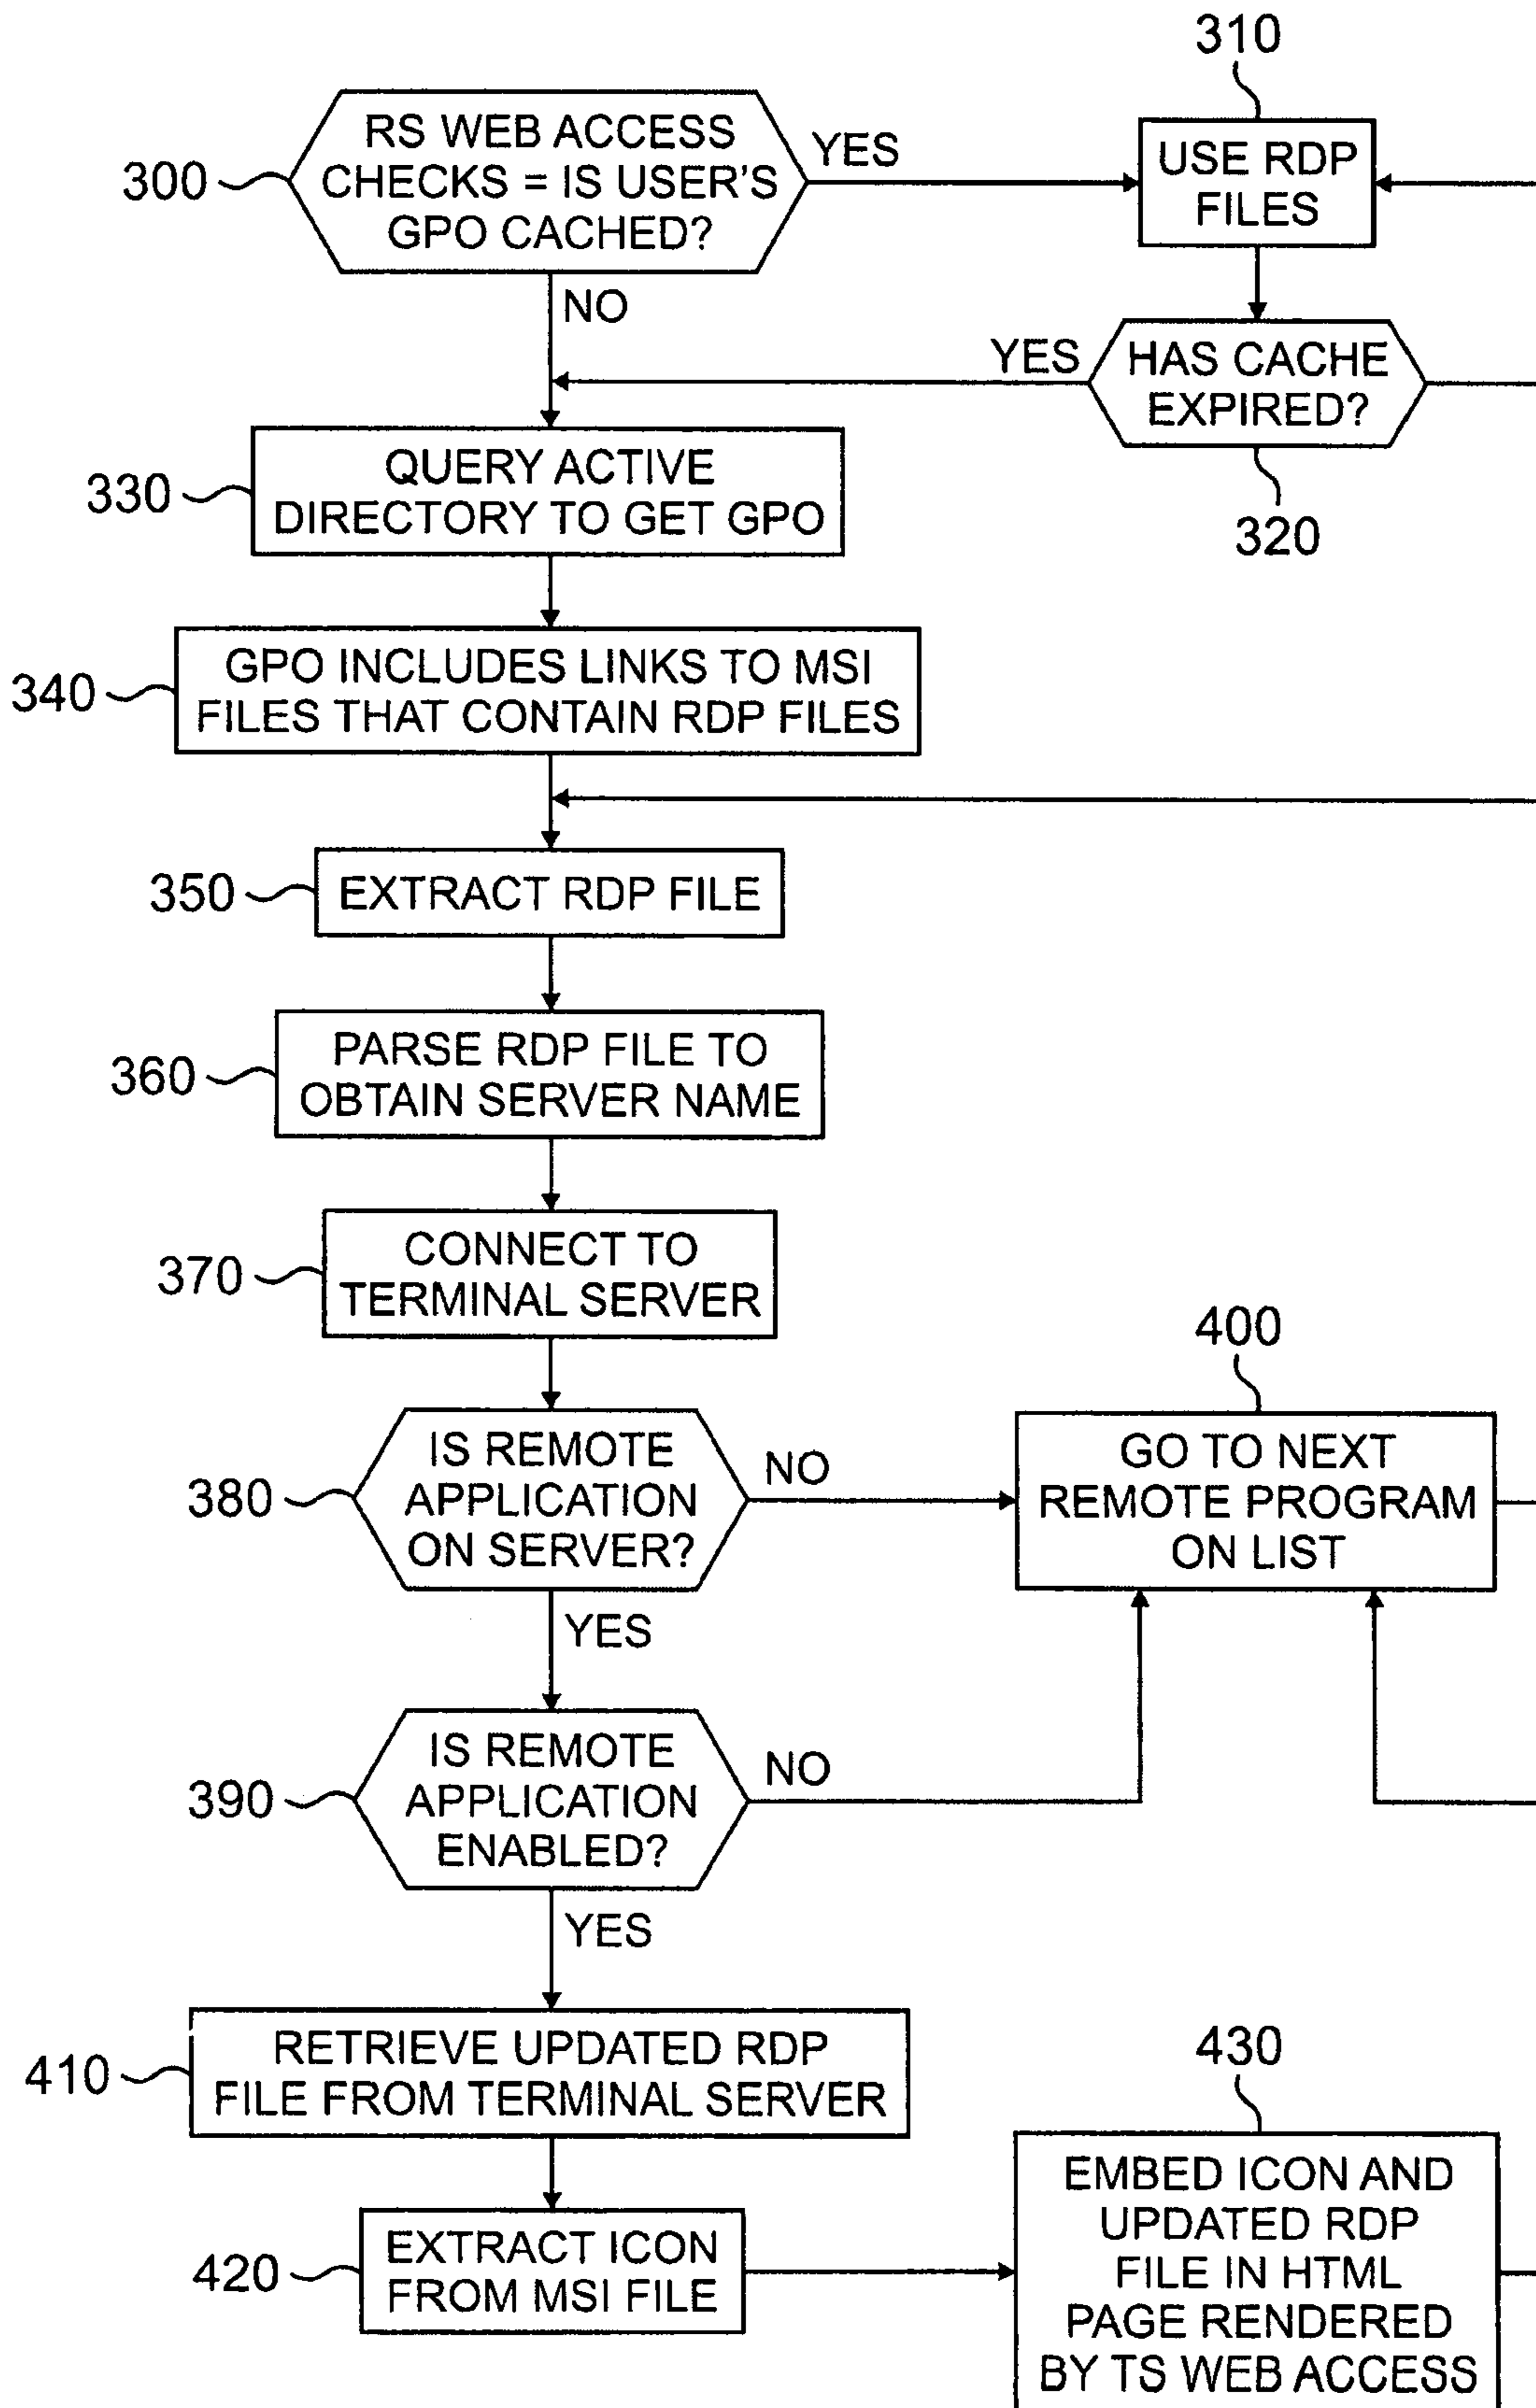 310
300
RS WEB ACCESS
CHECKS = IS USER'S
GPO CACHED?
YES
USE RDP
FILES
NO
YES
HAS CACHE
EXPIRED?
320
330
QUERY ACTIVE
DIRECTORY TO GET GPO
340
GPO INCLUDES LINKS TO MSI
FILES THAT CONTAIN RDP FILES
350
EXTRACT RDP FILE
360
PARSE RDP FILE TO
OBTAIN SERVER NAME
370
CONNECT TO
TERMINAL SERVER
380
IS REMOTE
APPLICATION
ON SERVER?
NO
400
GO TO NEXT
REMOTE PROGRAM
ON LIST
YES
390
IS REMOTE
APPLICATION
ENABLED?
NO
YES
410
RETRIEVE UPDATED RDP
FILE FROM TERMINAL SERVER
420
EXTRACT ICON
FROM MSI FILE
430
EMBED ICON AND
UPDATED RDP
FILE IN HTML
PAGE RENDERED
BY TS WEB ACCESS